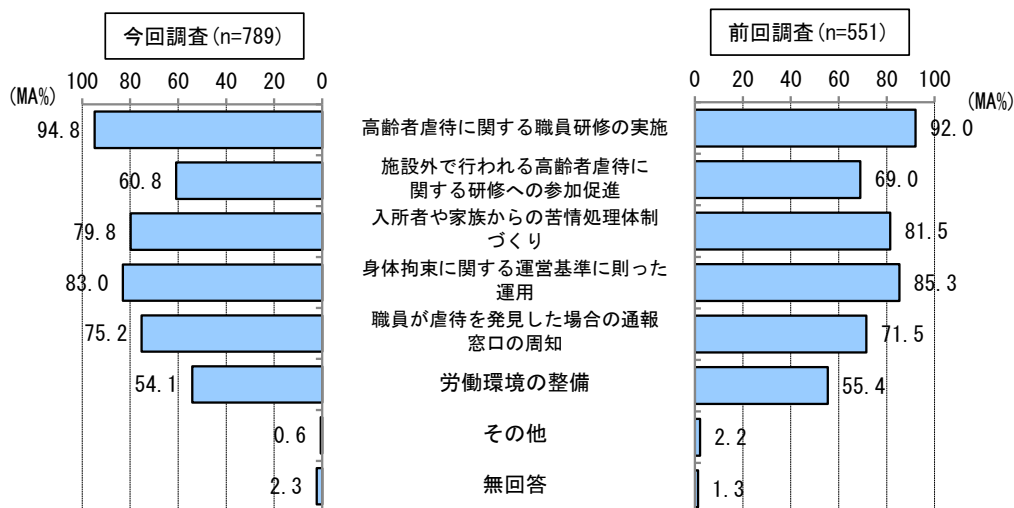 今回調査(n=789)
前回調査(n=551)
100 80 60 40 20 0
0 20 40 60 80 100
(MA%)
(MA%)
94.8 高齢者虐待に関する職員研修の実施 92.0
施設外で行われる高齢者虐待に
関する研修への参加促進
60.8
69.0
入所者や家族からの苦情処理体制
づくり
79.8
81.5
身体拘束に関する運営基準に則った
運用
83.0
85.3
職員が虐待を発見した場合の通報
窓口の周知
75.2
71.5
54.1 労働環境の整備 55.4
0.6 その他 2.2
2.3 無回答 1.3